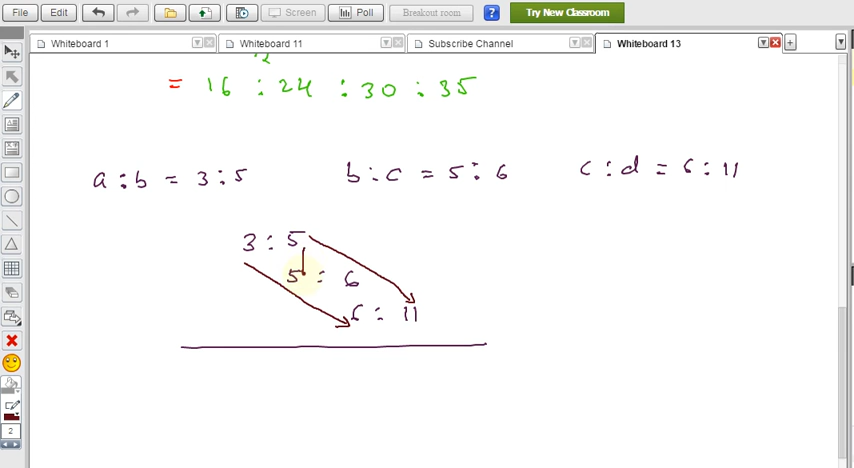 File Edit Screen Poll Breakout room ? Try New Classroom
Whiteboard 1 Whiteboard 11 Subscribe Channel Whiteboard 13 +
= 16 : 24 : 30 : 35
a : b = 3 : 5 b : c = 5 : 6 c : d = 6 : 11
3 : 5
5 : 6
6 : 11
2